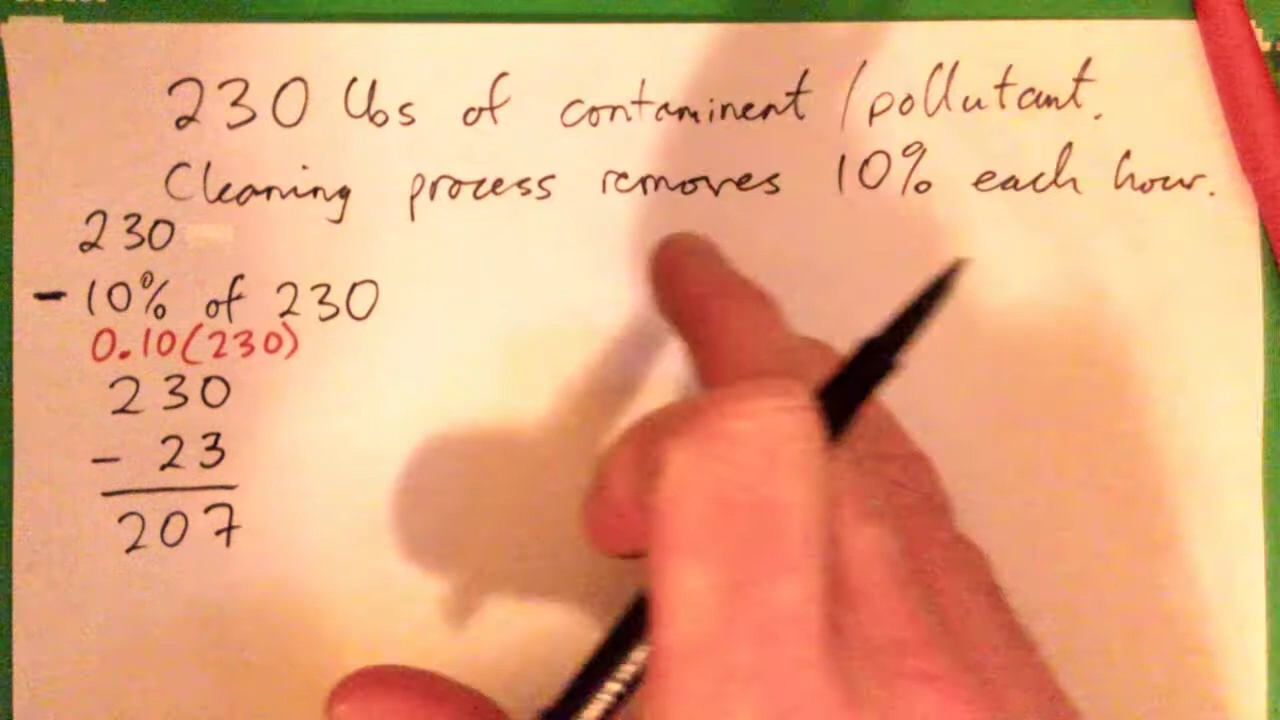 230 lbs of contaminent/pollutant.
Cleaning process removes 10% each hour.
230
- 10% of 230
0.10(230)
230
- 23
207